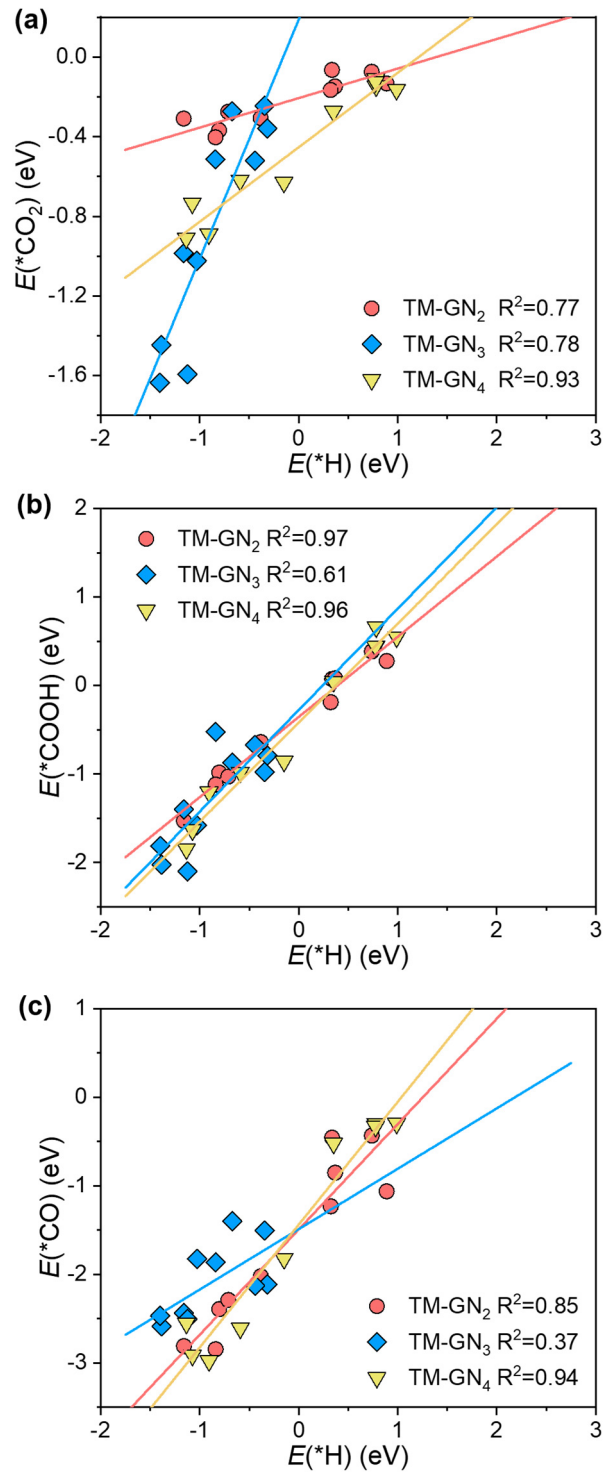 (a)
0.0
-0.4
-0.8
-1.2
-1.6
E(*CO₂) (eV)
TM-GN₂ R²=0.77
TM-GN₃ R²=0.78
TM-GN₄ R²=0.93
-2 -1 0 1 2 3
E(*H) (eV)
(b)
2
1
0
-1
-2
E(*COOH) (eV)
TM-GN₂ R²=0.97
TM-GN₃ R²=0.61
TM-GN₄ R²=0.96
-2 -1 0 1 2 3
E(*H) (eV)
(c)
1
0
-1
-2
-3
E(*CO) (eV)
TM-GN₂ R²=0.85
TM-GN₃ R²=0.37
TM-GN₄ R²=0.94
-2 -1 0 1 2 3
E(*H) (eV)